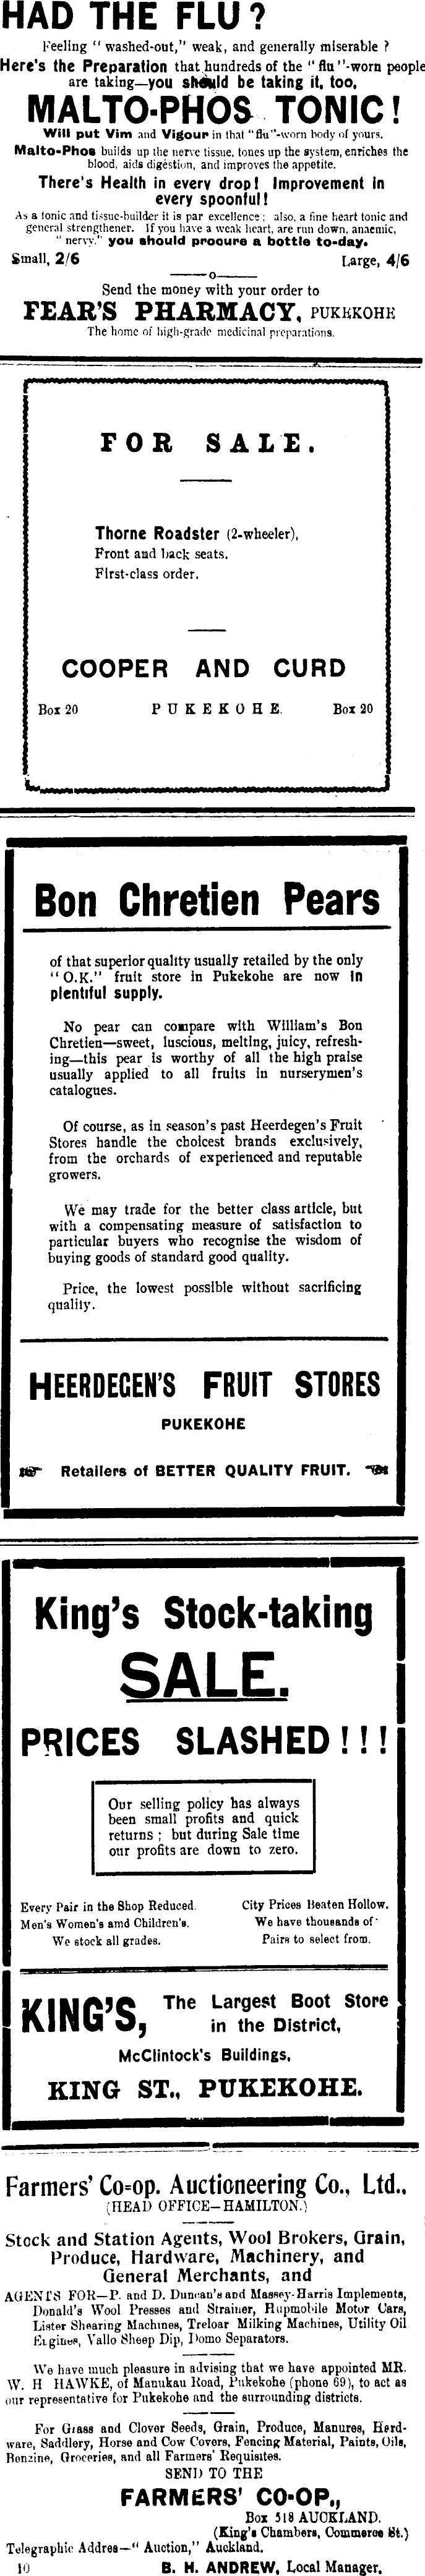 HAD THE FLU?
Feeling "washed-out," weak, and generally miserable ?
Here's the Preparation that hundreds of the "flu"-worn people
are taking—you should be taking it, too.
MALTO-PHOS TONIC!
Will put Vim and Vigour in that "flu"-worn body of yours.
Malto-Phos builds up the nerve tissue, tones up the system, enriches the
blood, aids digestion, and improves the appetite.
There's Health in every drop! Improvement in
every spoonful!
As a tonic and tissue-builder it is par excellence; also, a fine heart tonic and
general strengthener. If you have a weak heart, are run down, anaemic,
"nervy," you should procure a bottle to-day.
Small, 2/6 Large, 4/6
—o—
Send the money with your order to
FEAR'S PHARMACY, PUKEKOHE
The home of high-grade medicinal preparations.
FOR SALE.
Thorne Roadster (2-wheeler),
Front and back seats.
First-class order.
COOPER AND CURD
Box 20 PUKEKOHE. Box 20
Bon Chretien Pears
of that superior quality usually retailed by the only
"O.K." fruit store in Pukekohe are now in
plentiful supply.
No pear can compare with William's Bon
Chretien—sweet, luscious, melting, juicy, refresh-
ing—this pear is worthy of all the high praise
usually applied to all fruits in nurserymen's
catalogues.
Of course, as in season's past Heerdegen's Fruit
Stores handle the choicest brands exclusively,
from the orchards of experienced and reputable
growers.
We may trade for the better class article, but
with a compensating measure of satisfaction to
particular buyers who recognise the wisdom of
buying goods of standard good quality.
Price, the lowest possible without sacrificing
quality.
HEERDEGEN'S FRUIT STORES
PUKEKOHE
Retailers of BETTER QUALITY FRUIT.
King's Stock-taking
SALE.
PRICES SLASHED!!!
Our selling policy has always
been small profits and quick
returns ; but during Sale time
our profits are down to zero.
Every Pair in the Shop Reduced. City Prices Beaten Hollow.
Men's Women's amd Children's. We have thousands of
We stock all grades. Pairs to select from.
KING'S, The Largest Boot Store
in the District,
McClintock's Buildings,
KING ST., PUKEKOHE.
Farmers' Co=op. Auctioneering Co., Ltd.,
(HEAD OFFICE—HAMILTON.)
Stock and Station Agents, Wool Brokers, Grain,
Produce, Hardware, Machinery, and
General Merchants, and
AGENTS FOR—P. and D. Duncan's and Massey-Harris Implements,
Donald's Wool Presses and Strainer, Hupmobile Motor Cars,
Lister Shearing Machines, Treloar Milking Machines, Utility Oil
Engines, Vallo Sheep Dip, Domo Separators.
We have much pleasure in advising that we have appointed MR.
W. H HAWKE, of Manukau Road, Pukekohe (phone 69), to act as
our representative for Pukekohe and the surrounding districts.
For Grass and Clover Seeds, Grain, Produce, Manures, Hard-
ware, Saddlery, Horse and Cow Covers, Fencing Material, Paints, Oils,
Benzine, Groceries, and all Farmers' Requisites.
SEND TO THE
FARMERS' CO-OP.,
Box 518 AUCKLAND.
(King's Chambers, Commerce St.)
Telegraphic Addres—"Auction," Auckland.
10 B. H. ANDREW, Local Manager.